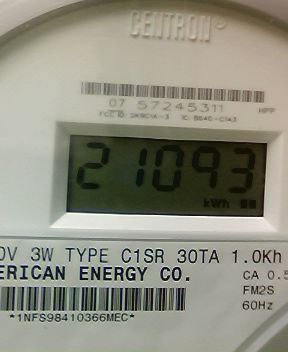 CENTRON®
07 57245311
HPP
21093
kWh
0V 3W TYPE C1SR 30TA 1.0Kh
ERICAN ENERGY CO.
CA 0.5
FM2S
60Hz
*1NFS98410366MEC*